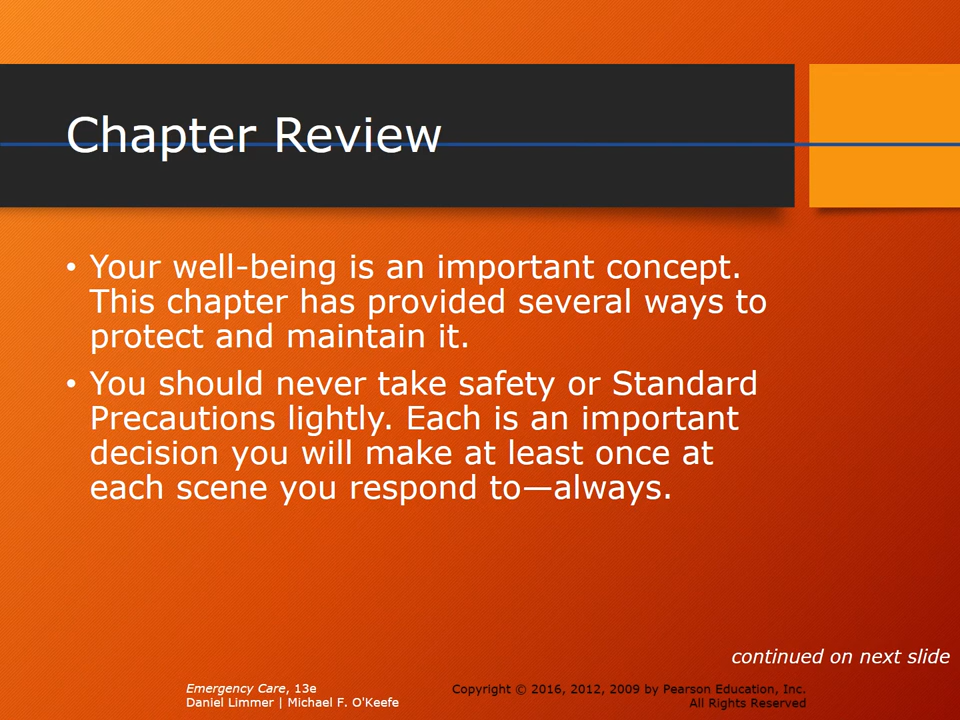 Chapter Review
• Your well-being is an important concept.
This chapter has provided several ways to
protect and maintain it.
• You should never take safety or Standard
Precautions lightly. Each is an important
decision you will make at least once at
each scene you respond to—always.
continued on next slide
Emergency Care, 13e
Daniel Limmer | Michael F. O'Keefe
Copyright © 2016, 2012, 2009 by Pearson Education, Inc.
All Rights Reserved